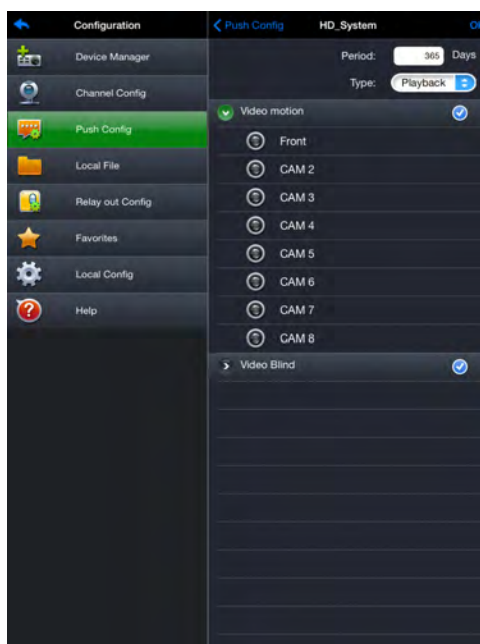 Configuration
Device Manager
Channel Config
Push Config
Local File
Relay out Config
Favorites
Local Config
Help
Push Config HD_System
Period: 365 Days
Type: Playback
Video motion
Front
CAM 2
CAM 3
CAM 4
CAM 5
CAM 6
CAM 7
CAM 8
Video Blind